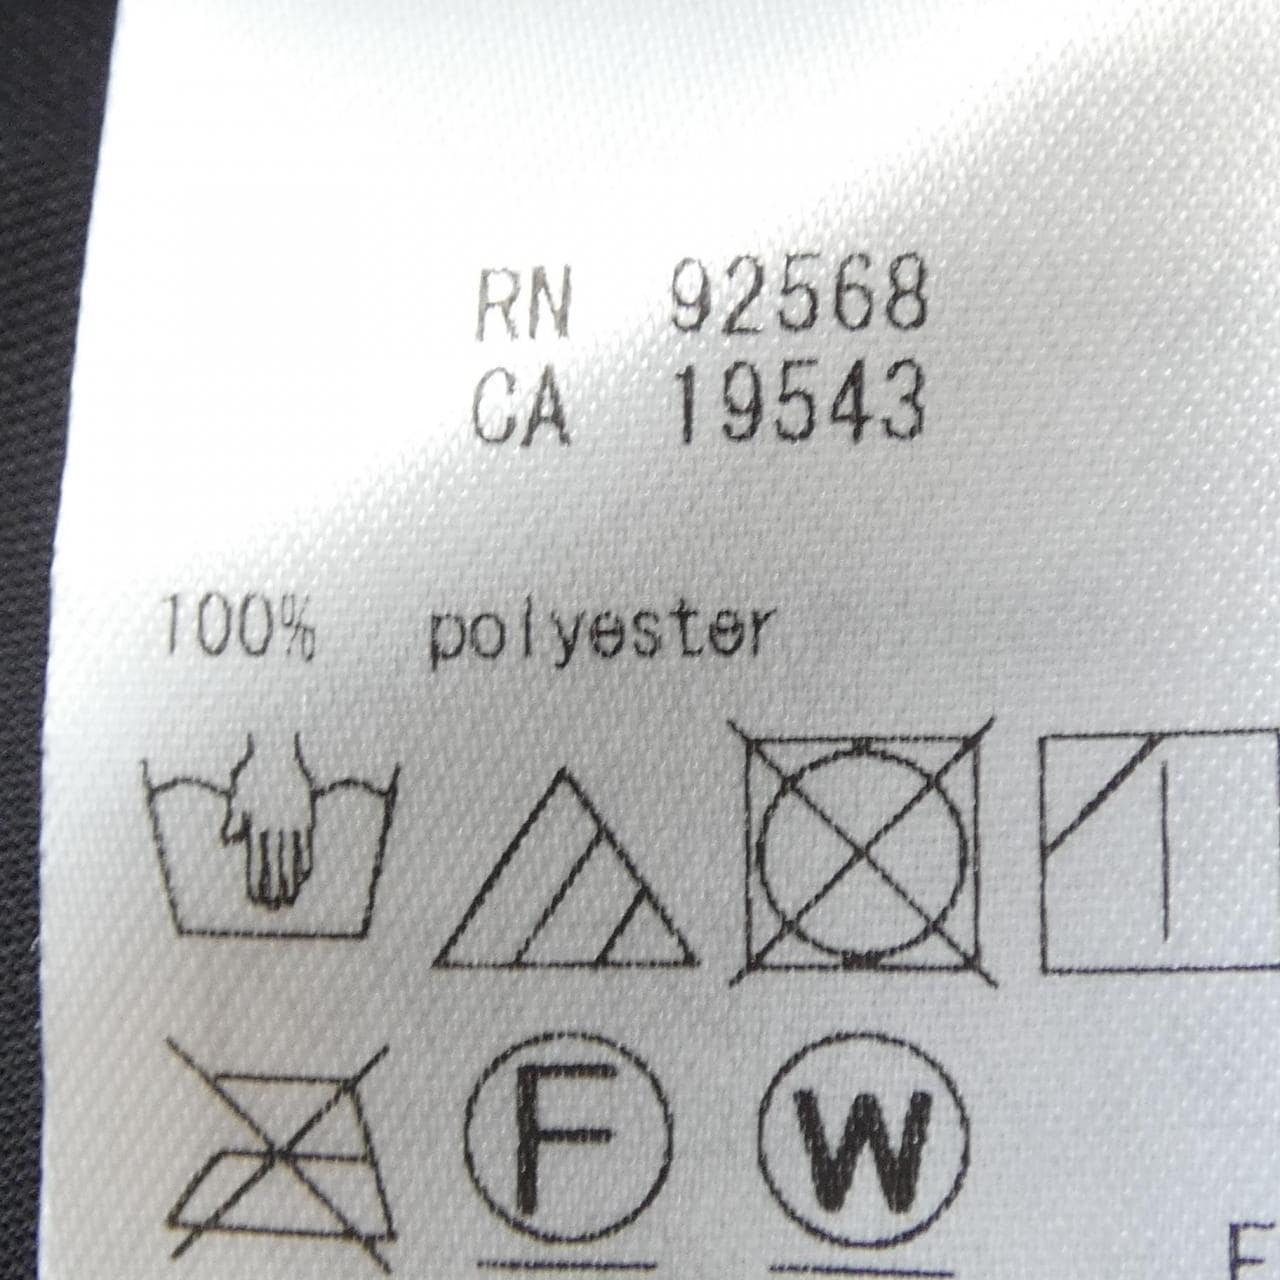 RN 92568
CA 19543
100% polyester
F W